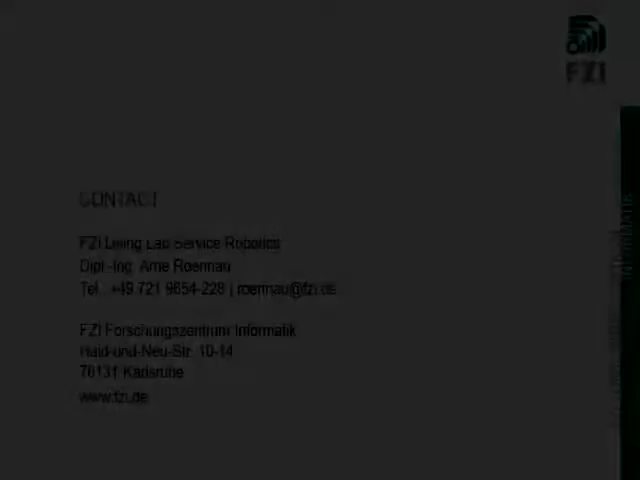 FZI
CONTACT
FZI Living Lab Service Robotics
Dipl.-Ing. Arne Roennau
Tel.: +49 721 9654-228 | roennau@fzi.de
FZI Forschungszentrum Informatik
Haid-und-Neu-Str. 10-14
76131 Karlsruhe
www.fzi.de